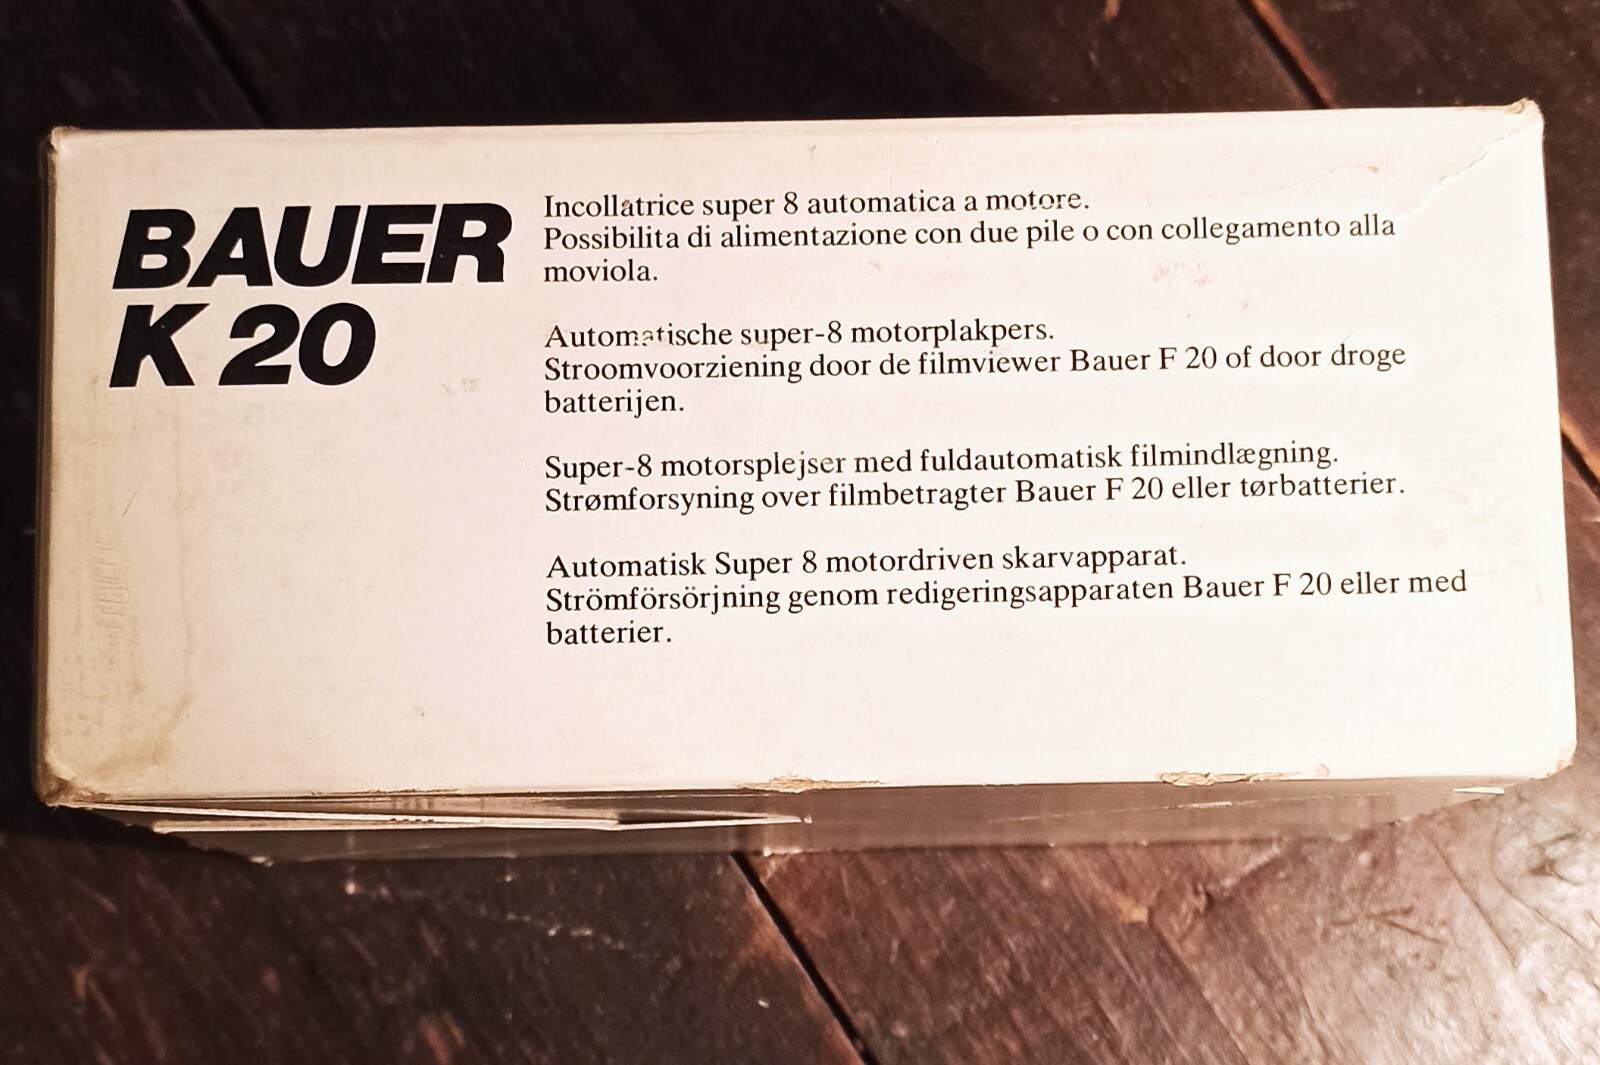 BAUER
K 20
Incollatrice super 8 automatica a motore.
Possibilita di alimentazione con due pile o con collegamento alla
moviola.
Automatische super-8 motorplakpers.
Stroomvoorziening door de filmviewer Bauer F 20 of door droge
batterijen.
Super-8 motorsplejser med fuldautomatisk filmindlægning.
Strømforsyning over filmbetragter Bauer F 20 eller tørbatterier.
Automatisk Super 8 motordriven skarvapparat.
Strömförsörjning genom redigeringsapparaten Bauer F 20 eller med
batterier.